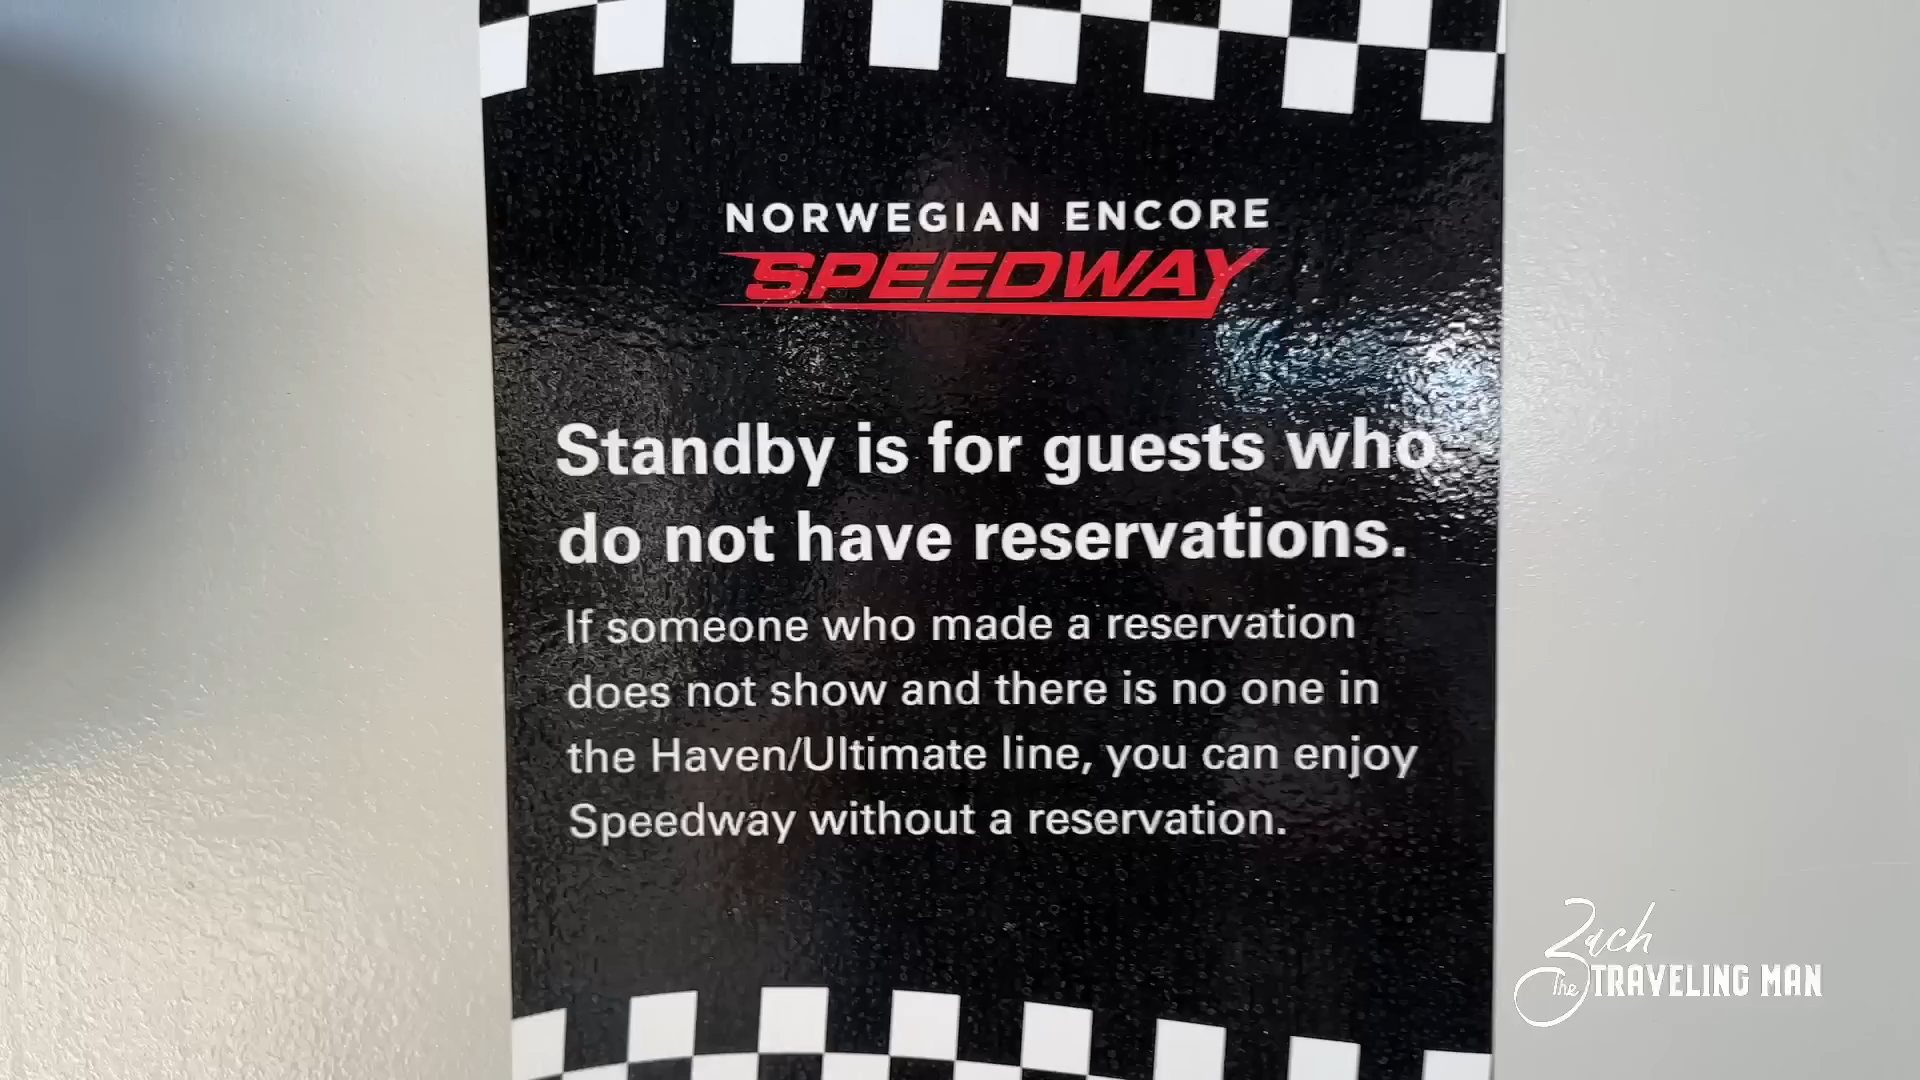 NORWEGIAN ENCORE
SPEEDWAY
Standby is for guests who
do not have reservations.
If someone who made a reservation
does not show and there is no one in
the Haven/Ultimate line, you can enjoy
Speedway without a reservation.
Zach
The TRAVELING MAN